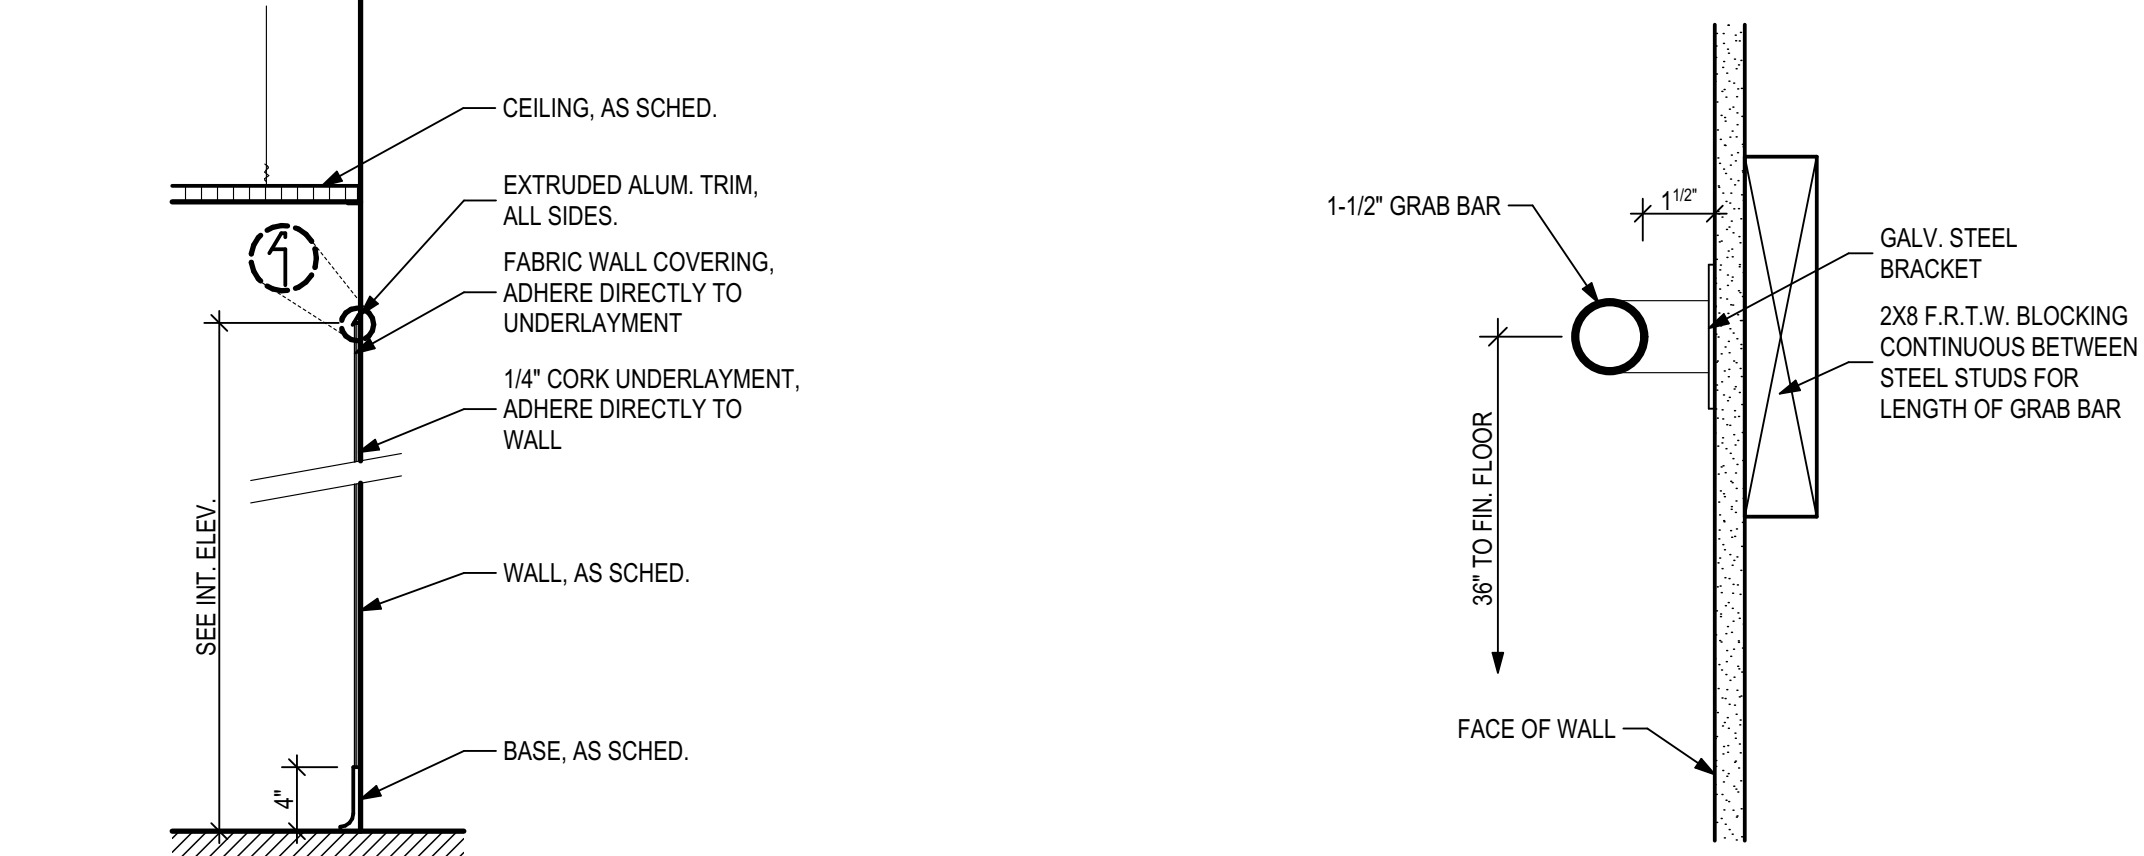 CEILING, AS SCHED.
EXTRUDED ALUM. TRIM,
ALL SIDES.
FABRIC WALL COVERING,
ADHERE DIRECTLY TO
UNDERLAYMENT
1/4" CORK UNDERLAYMENT,
ADHERE DIRECTLY TO
WALL
SEE INT. ELEV.
WALL, AS SCHED.
BASE, AS SCHED.
4"
1-1/2" GRAB BAR
1 1/2"
GALV. STEEL
BRACKET
2X8 F.R.T.W. BLOCKING
CONTINUOUS BETWEEN
STEEL STUDS FOR
LENGTH OF GRAB BAR
36" TO FIN. FLOOR
FACE OF WALL